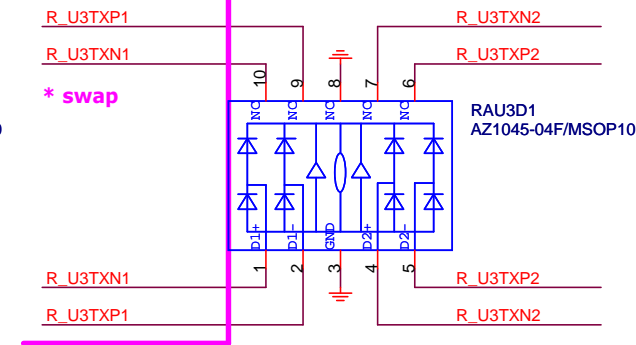 R_U3TXP1
R_U3TXN2
R_U3TXN1
R_U3TXP2
* swap
10 9 8 7 6
NC NC NC NC NC
RAU3D1
AZ1045-04F/MSOP10
D1+ D1- GND D2+ D2-
1 2 3 4 5
R_U3TXN1
R_U3TXP2
R_U3TXP1
R_U3TXN2